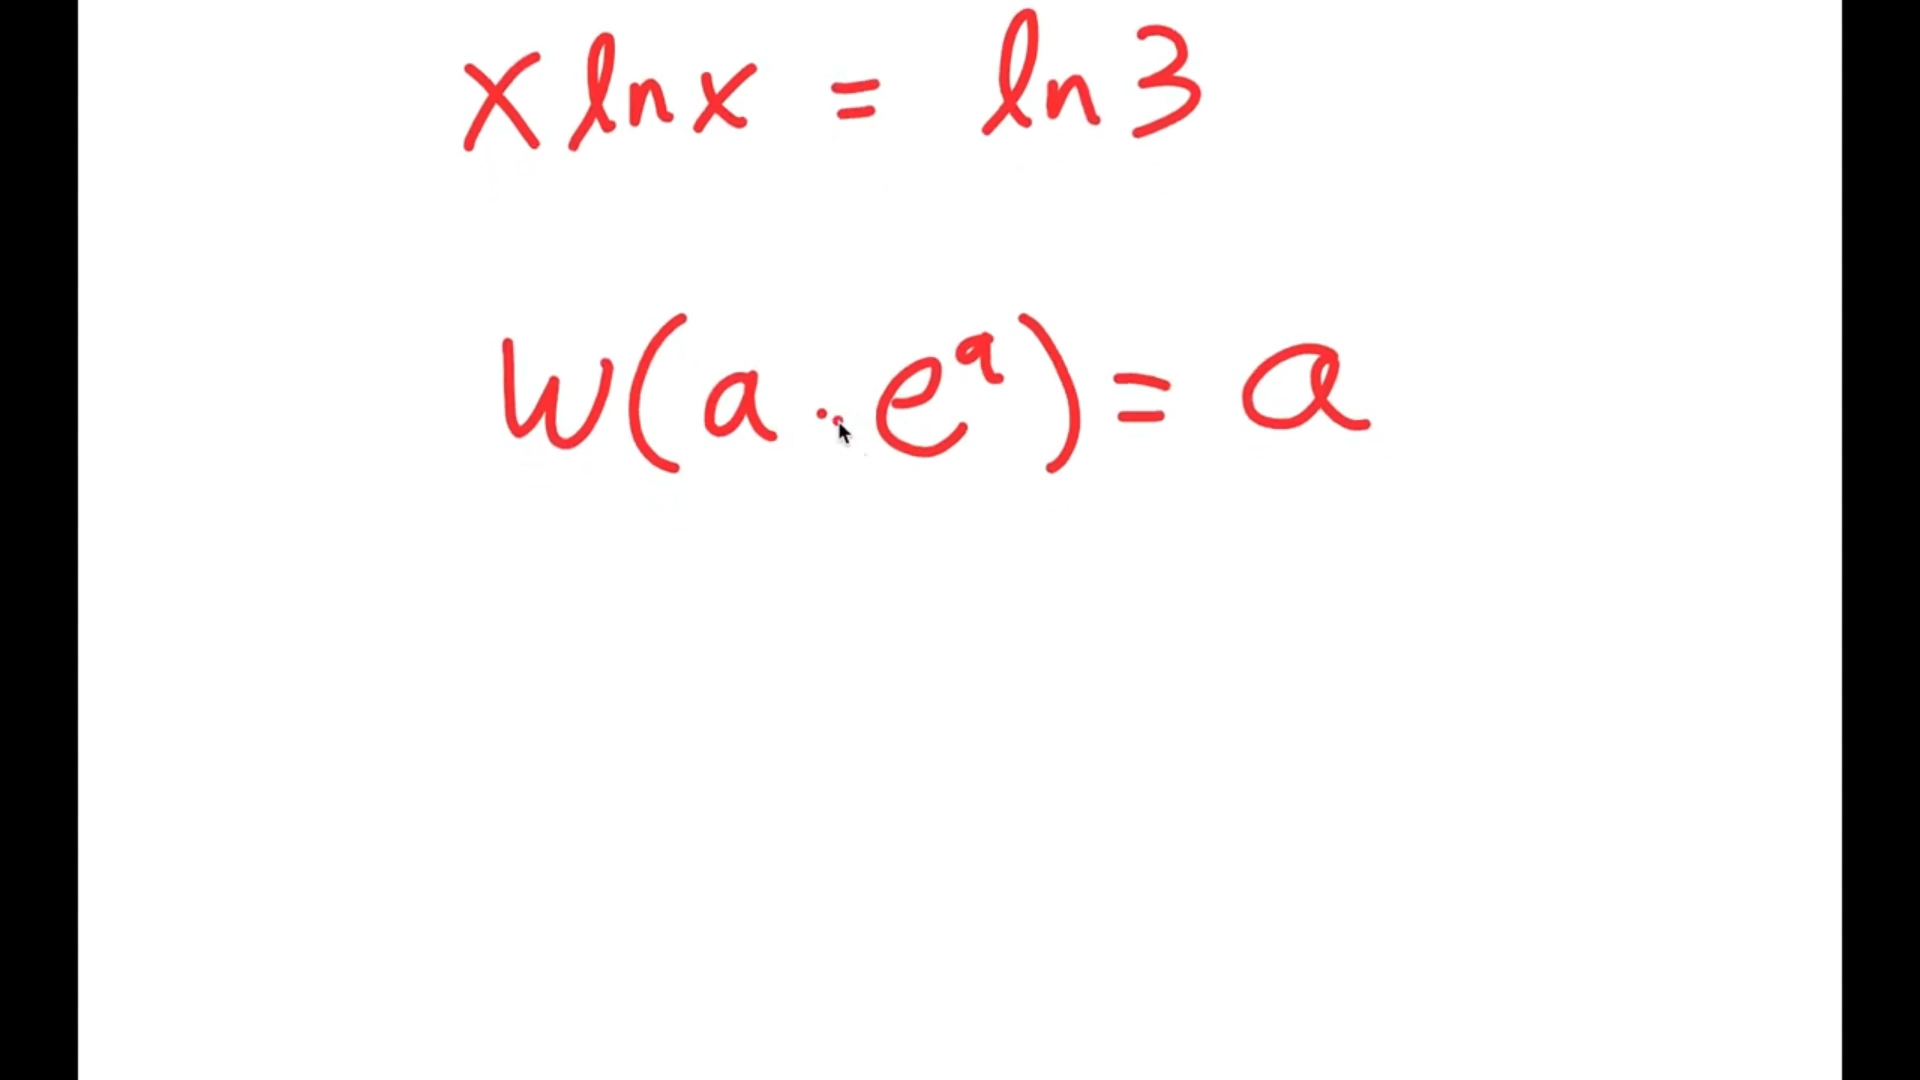 x ln x = ln 3
W(a · e^a) = a